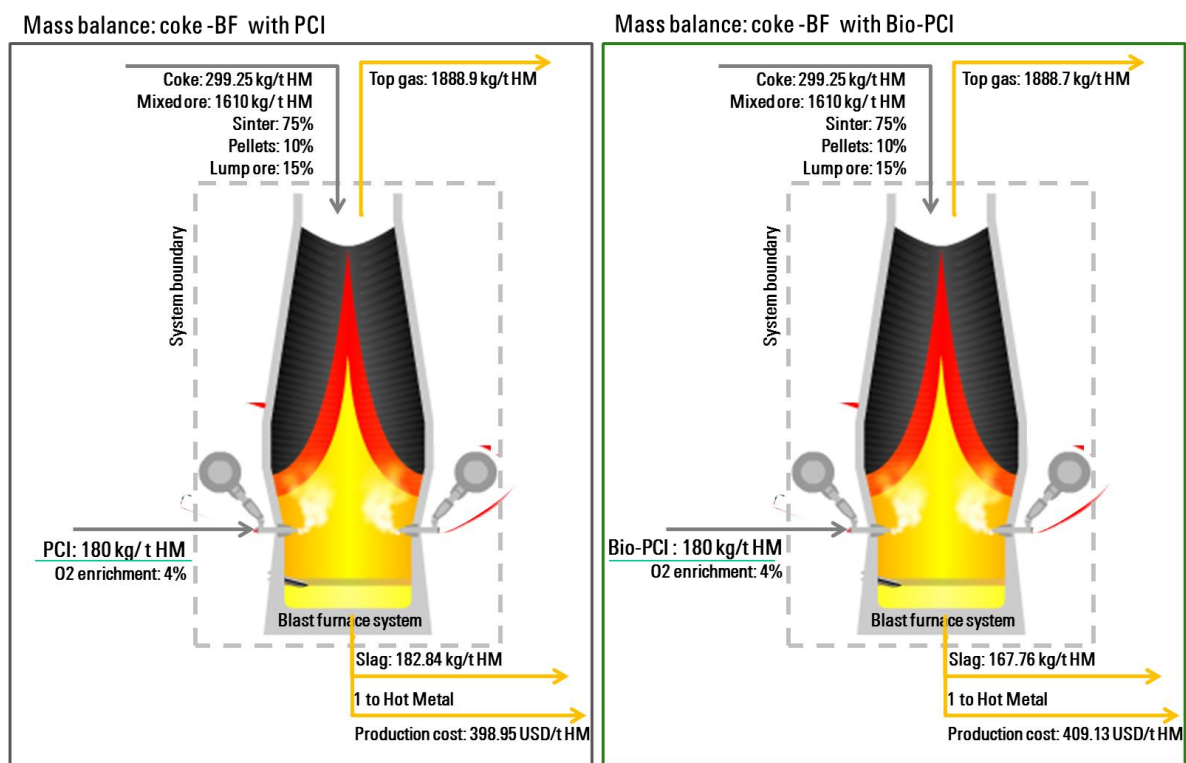 Mass balance: coke -BF with PCI
Coke: 299.25 kg/t HM
Mixed ore: 1610 kg/ t HM
Sinter: 75%
Pellets: 10%
Lump ore: 15%
Top gas: 1888.9 kg/t HM
System boundary
PCI: 180 kg/ t HM
O2 enrichment: 4%
Blast furnace system
Slag: 182.84 kg/t HM
1 to Hot Metal
Production cost: 398.95 USD/t HM
Mass balance: coke -BF with Bio-PCI
Coke: 299.25 kg/t HM
Mixed ore: 1610 kg/ t HM
Sinter: 75%
Pellets: 10%
Lump ore: 15%
Top gas: 1888.7 kg/t HM
System boundary
Bio-PCI : 180 kg/t HM
O2 enrichment: 4%
Blast furnace system
Slag: 167.76 kg/t HM
1 to Hot Metal
Production cost: 409.13 USD/t HM